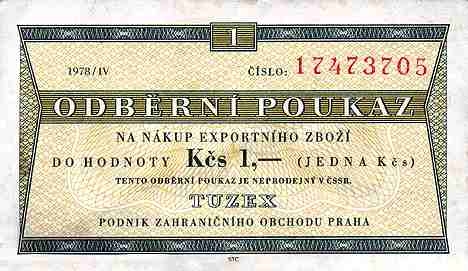 1
1978/IV ČÍSLO: 17473705
ODBĚRNÍ POUKAZ
NA NÁKUP EXPORTNÍHO ZBOŽÍ
DO HODNOTY Kčs 1,— (JEDNA Kčs)
TENTO ODBĚRNÍ POUKAZ JE NEPRODEJNÝ V ČSSR.
TUZEX
PODNIK ZAHRANIČNÍHO OBCHODU PRAHA
STC